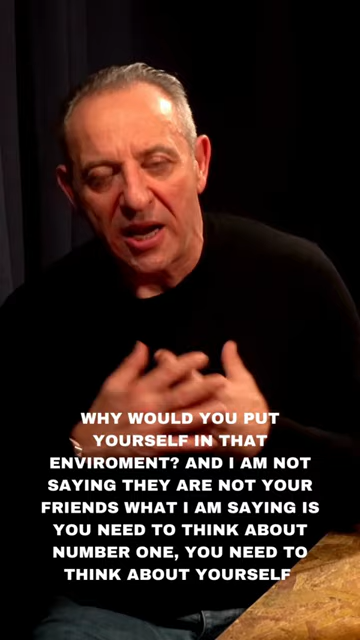 WHY WOULD YOU PUT
YOURSELF IN THAT
ENVIROMENT? AND I AM NOT
SAYING THEY ARE NOT YOUR
FRIENDS WHAT I AM SAYING IS
YOU NEED TO THINK ABOUT
NUMBER ONE, YOU NEED TO
THINK ABOUT YOURSELF